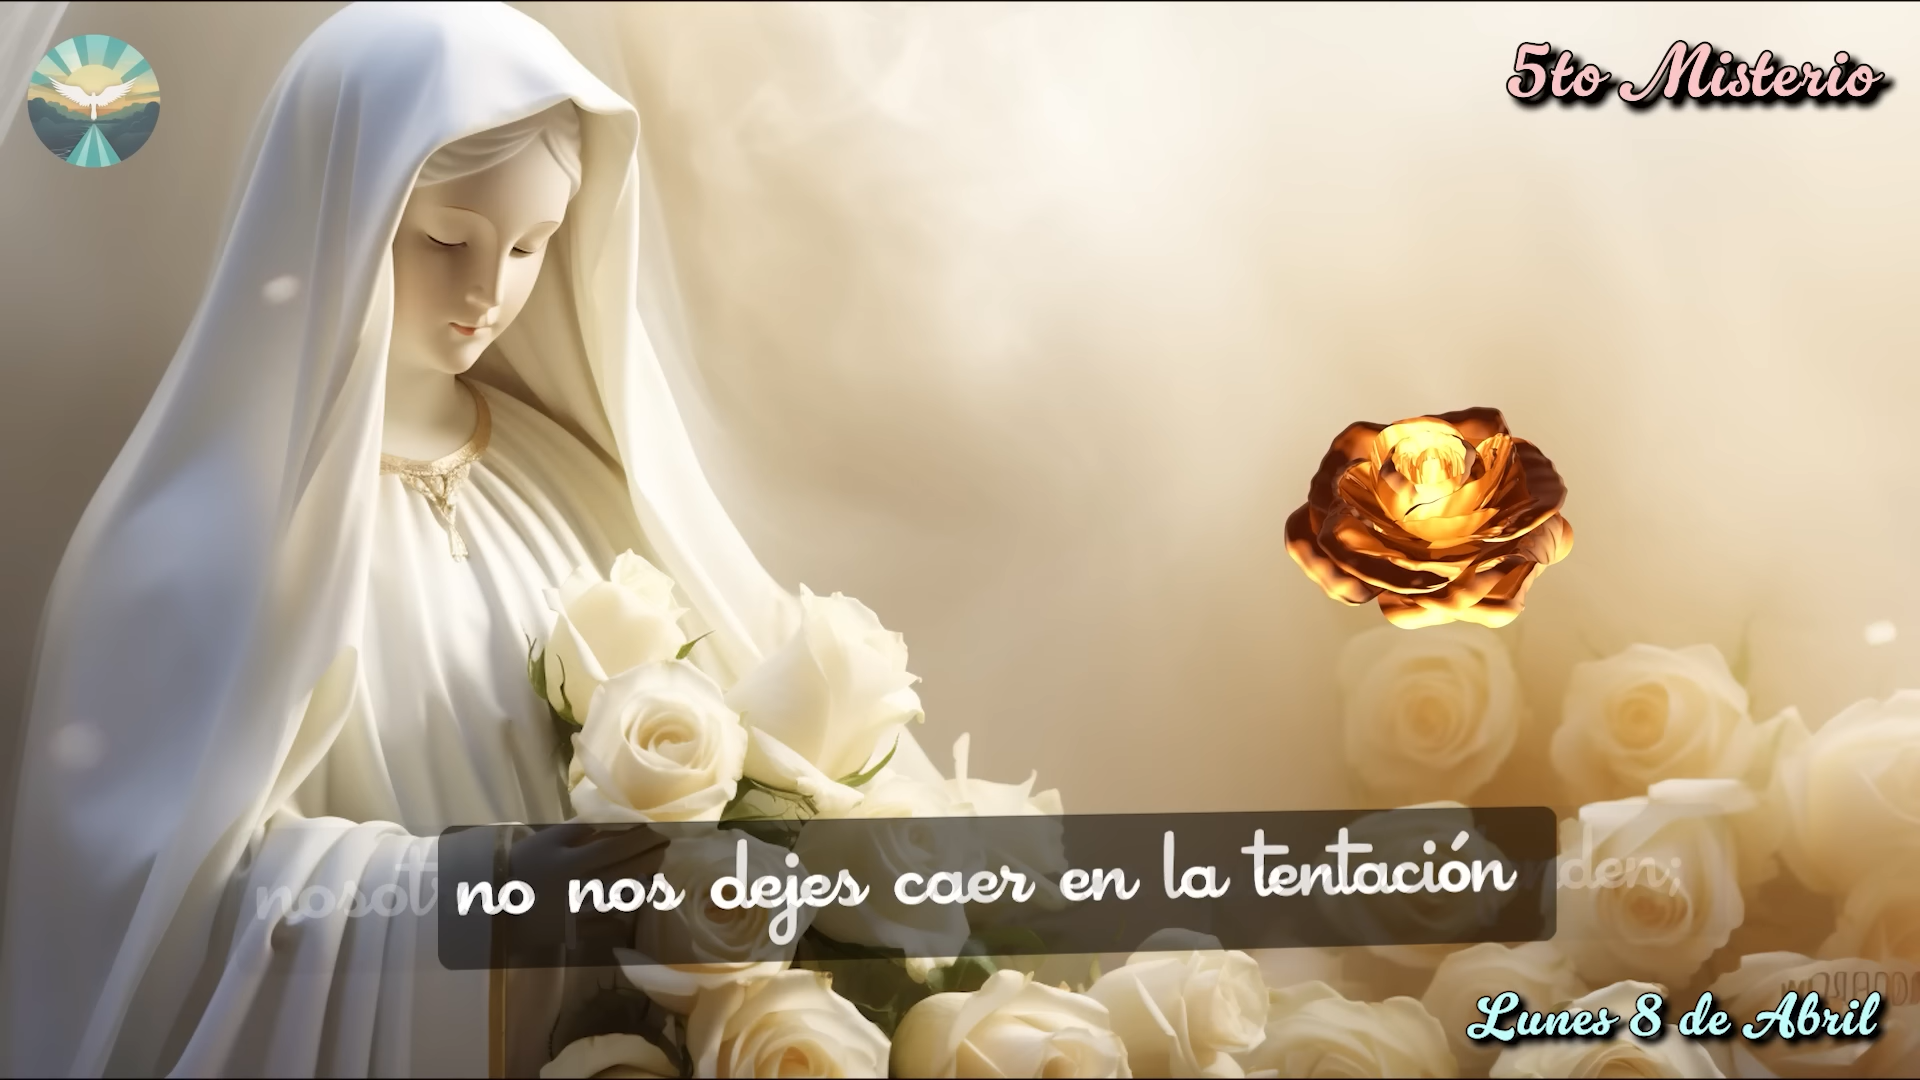 5to Misterio
no nos dejes caer en la tentación
Lunes 8 de Abril